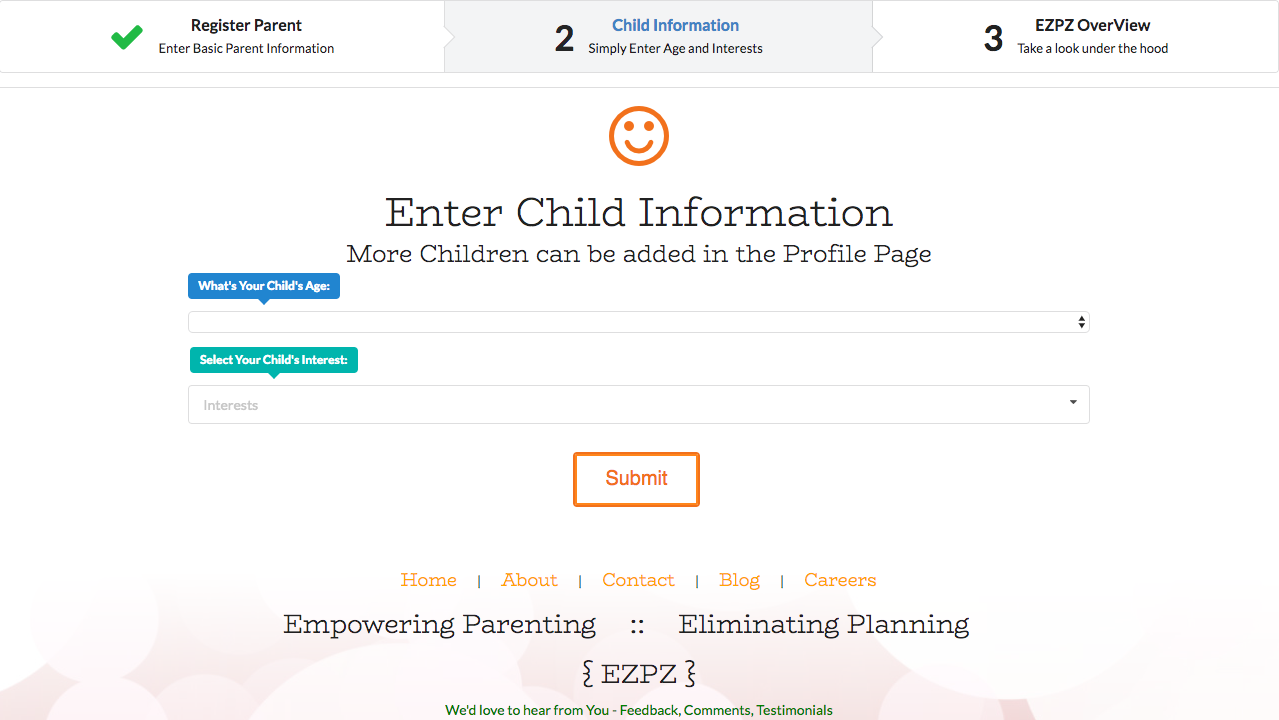 Register Parent
Enter Basic Parent Information
2
Child Information
Simply Enter Age and Interests
3
EZPZ OverView
Take a look under the hood
Enter Child Information
More Children can be added in the Profile Page
What's Your Child's Age:
Select Your Child's Interest:
Interests
Submit
Home | About | Contact | Blog | Careers
Empowering Parenting :: Eliminating Planning
{ EZPZ }
We'd love to hear from You - Feedback, Comments, Testimonials